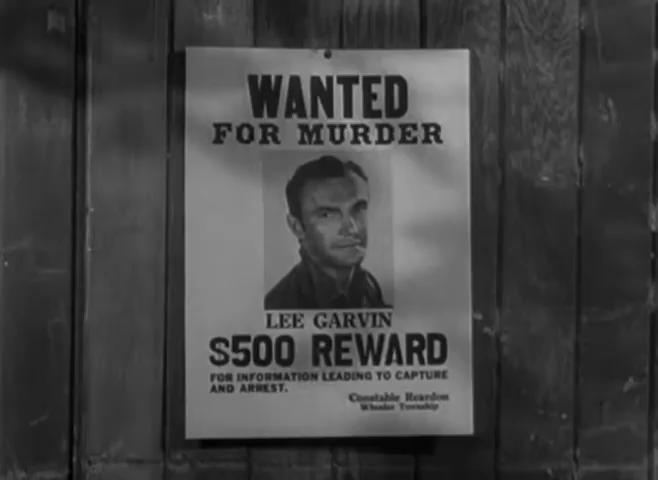 WANTED
FOR MURDER
LEE GARVIN
$500 REWARD
FOR INFORMATION LEADING TO CAPTURE
AND ARREST.
Constable Reardon
Wheeler Township